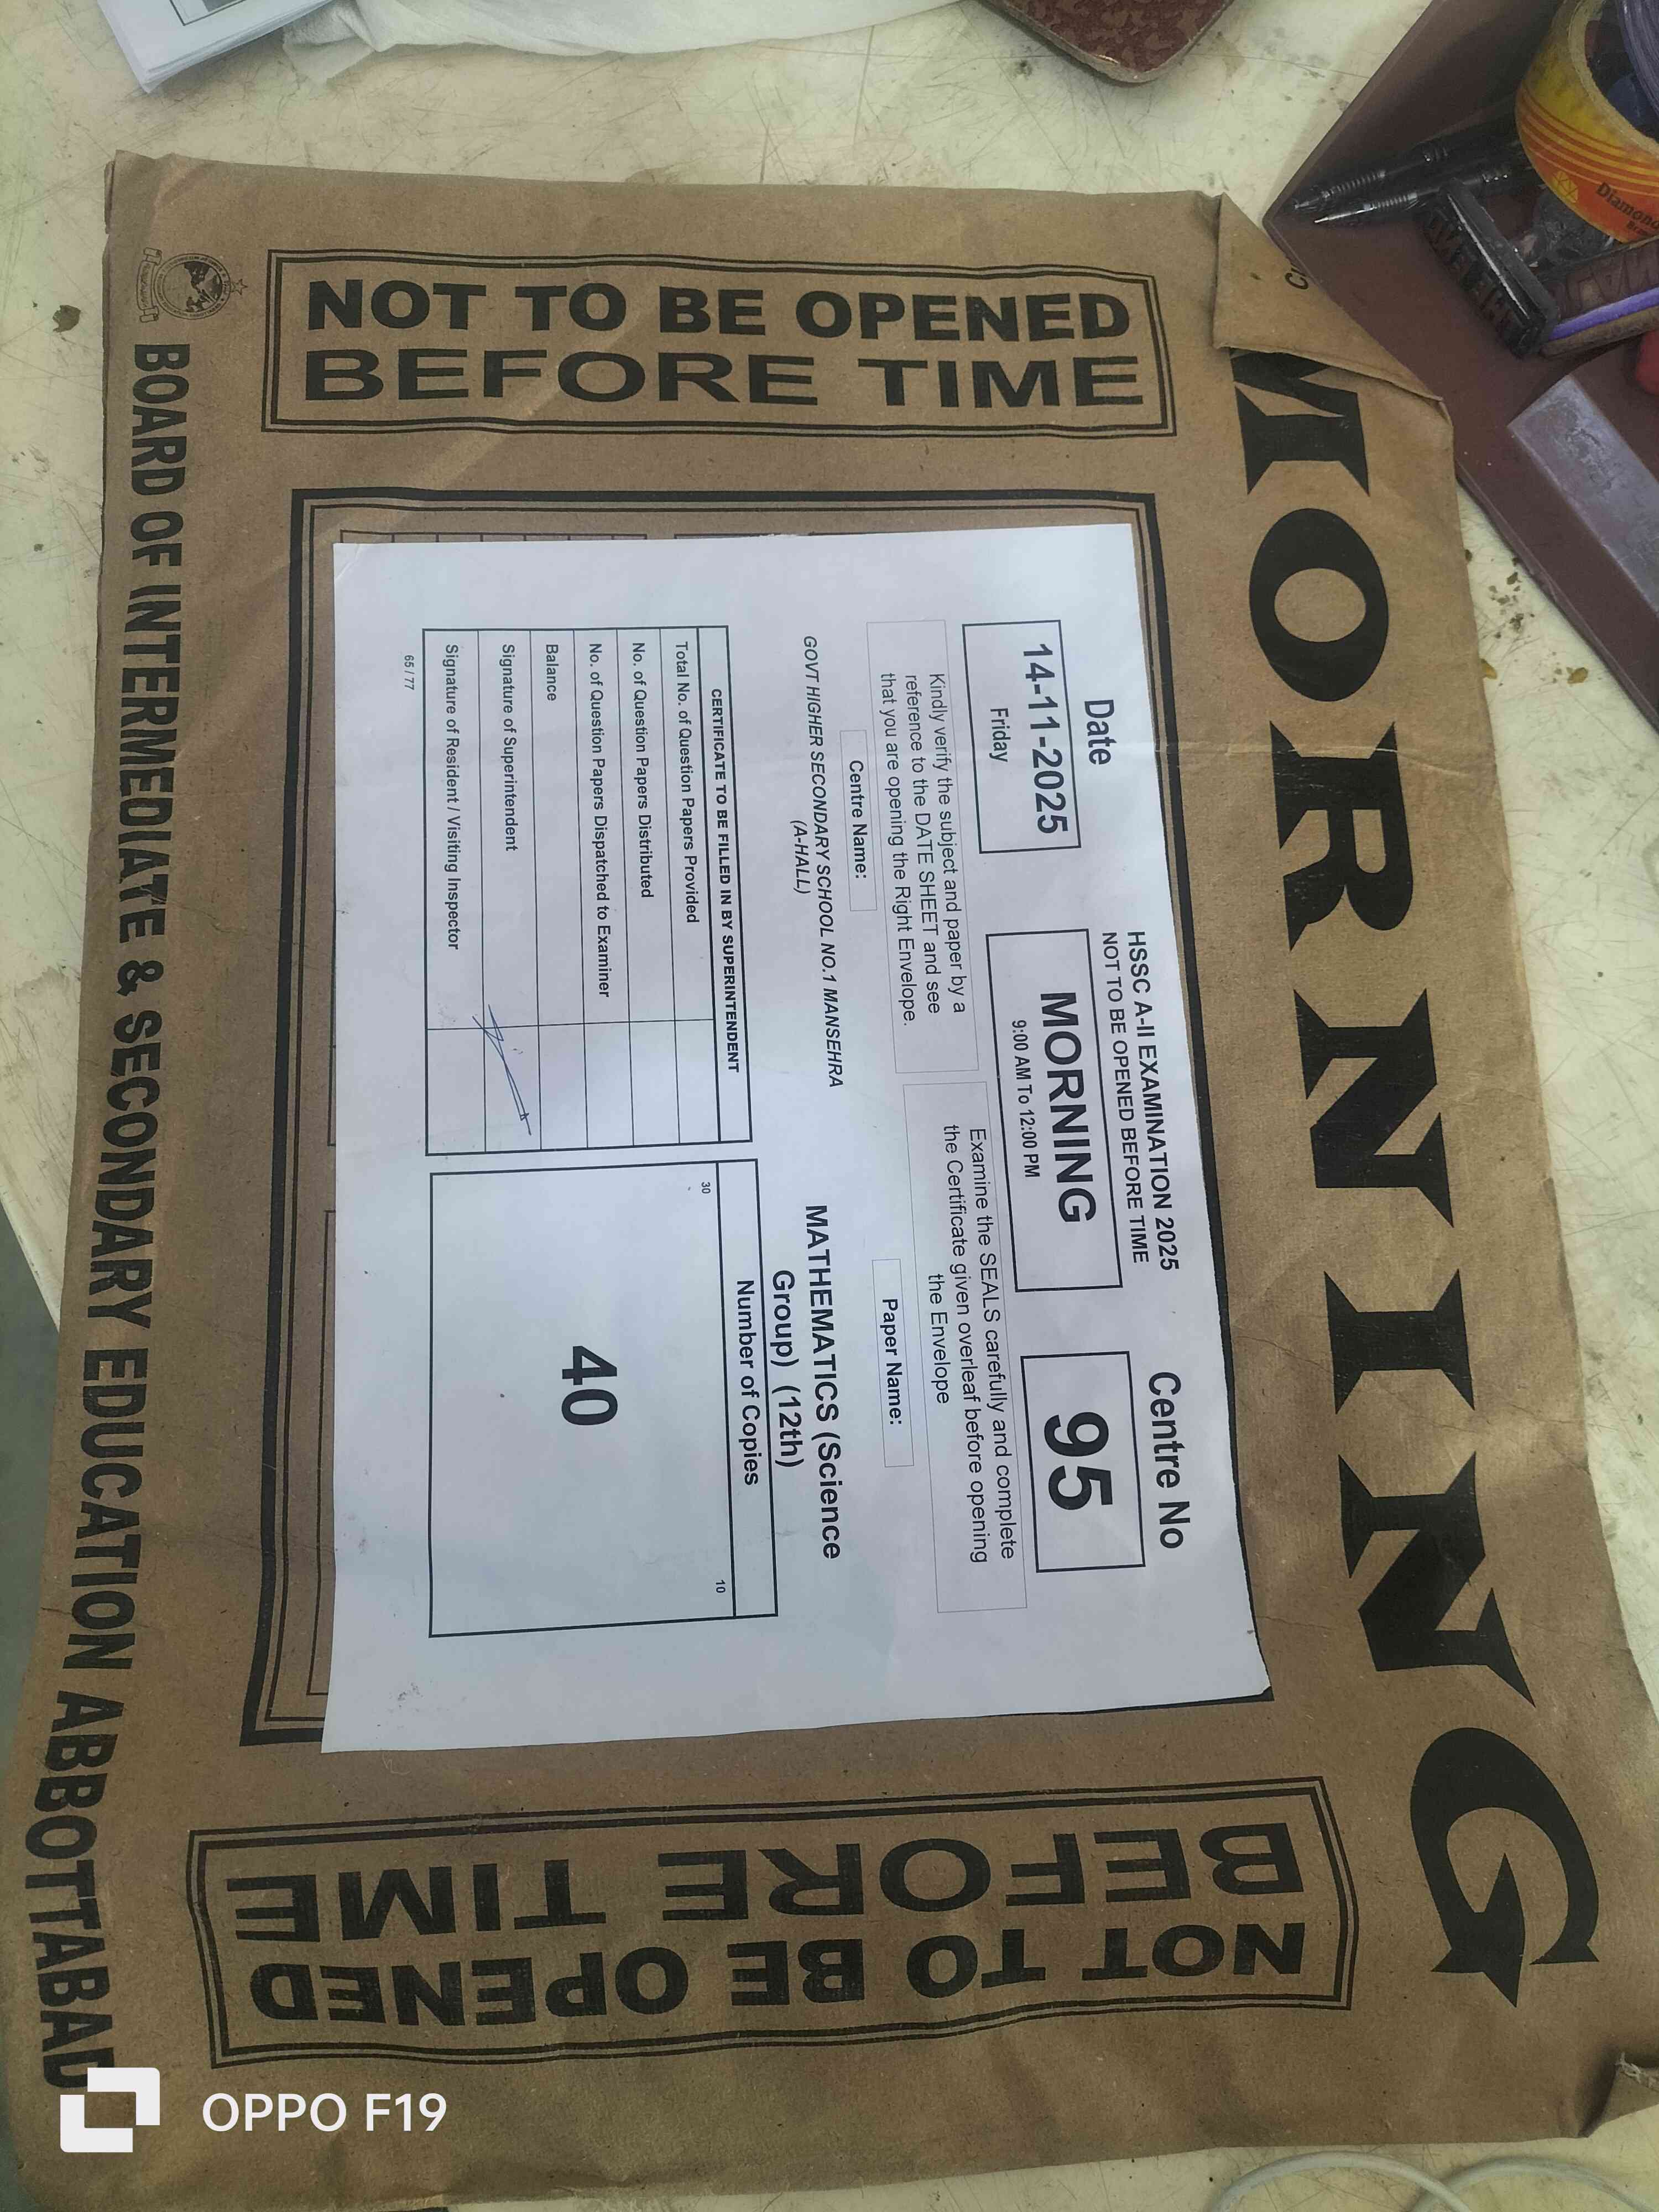 MORNING
NOT TO BE OPENED
BEFORE TIME
HSSC A-II EXAMINATION 2025
NOT TO BE OPENED BEFORE TIME
Date
14-11-2025
Friday
MORNING
9:00 AM To 12:00 PM
Centre No
95
Kindly verify the subject and paper by a
reference to the DATE SHEET and see
that you are opening the Right Envelope.
Examine the SEALS carefully and complete
the Certificate given overleaf before opening
the Envelope
Centre Name:
GOVT HIGHER SECONDARY SCHOOL NO.1 MANSEHRA
(A-HALL)
Paper Name:
MATHEMATICS (Science
Group) (12th)
CERTIFICATE TO BE FILLED IN BY SUPERINTENDENT
Total No. of Question Papers Provided
No. of Question Papers Distributed
No. of Question Papers Dispatched to Examiner
Balance
Signature of Superintendent
Signature of Resident / Visiting Inspector
65 / 77
Number of Copies
30
10
40
NOT TO BE OPENED
BEFORE
TIME
BOARD OF INTERMEDIATE & SECONDARY EDUCATION ABBOTTABAD
Diamond
OPPO F19